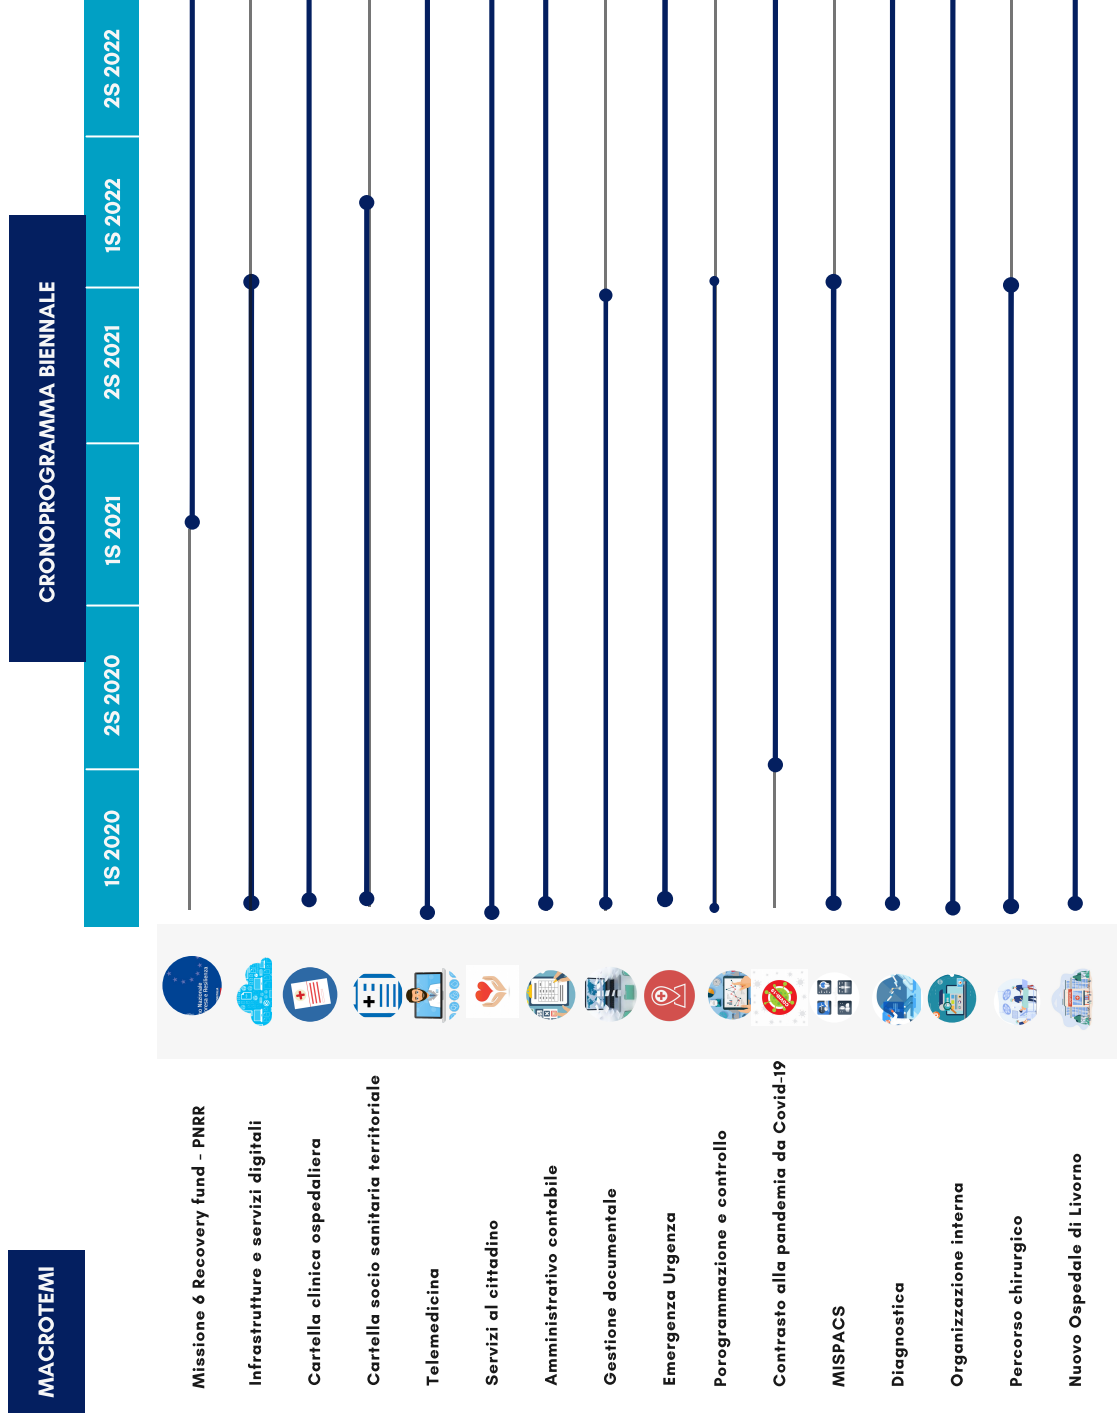 MACROTEMI
CRONOPROGRAMMA BIENNALE
1S 2020
2S 2020
1S 2021
2S 2021
1S 2022
2S 2022
Missione 6 Recovery fund - PNRR
Infrastrutture e servizi digitali
Cartella clinica ospedaliera
Cartella socio sanitaria territoriale
Telemedicina
Servizi al cittadino
Amministrativo contabile
Gestione documentale
Emergenza Urgenza
Porogrammazione e controllo
Contrasto alla pandemia da Covid-19
MISPACS
Diagnostica
Organizzazione interna
Percorso chirurgico
Nuovo Ospedale di Livorno